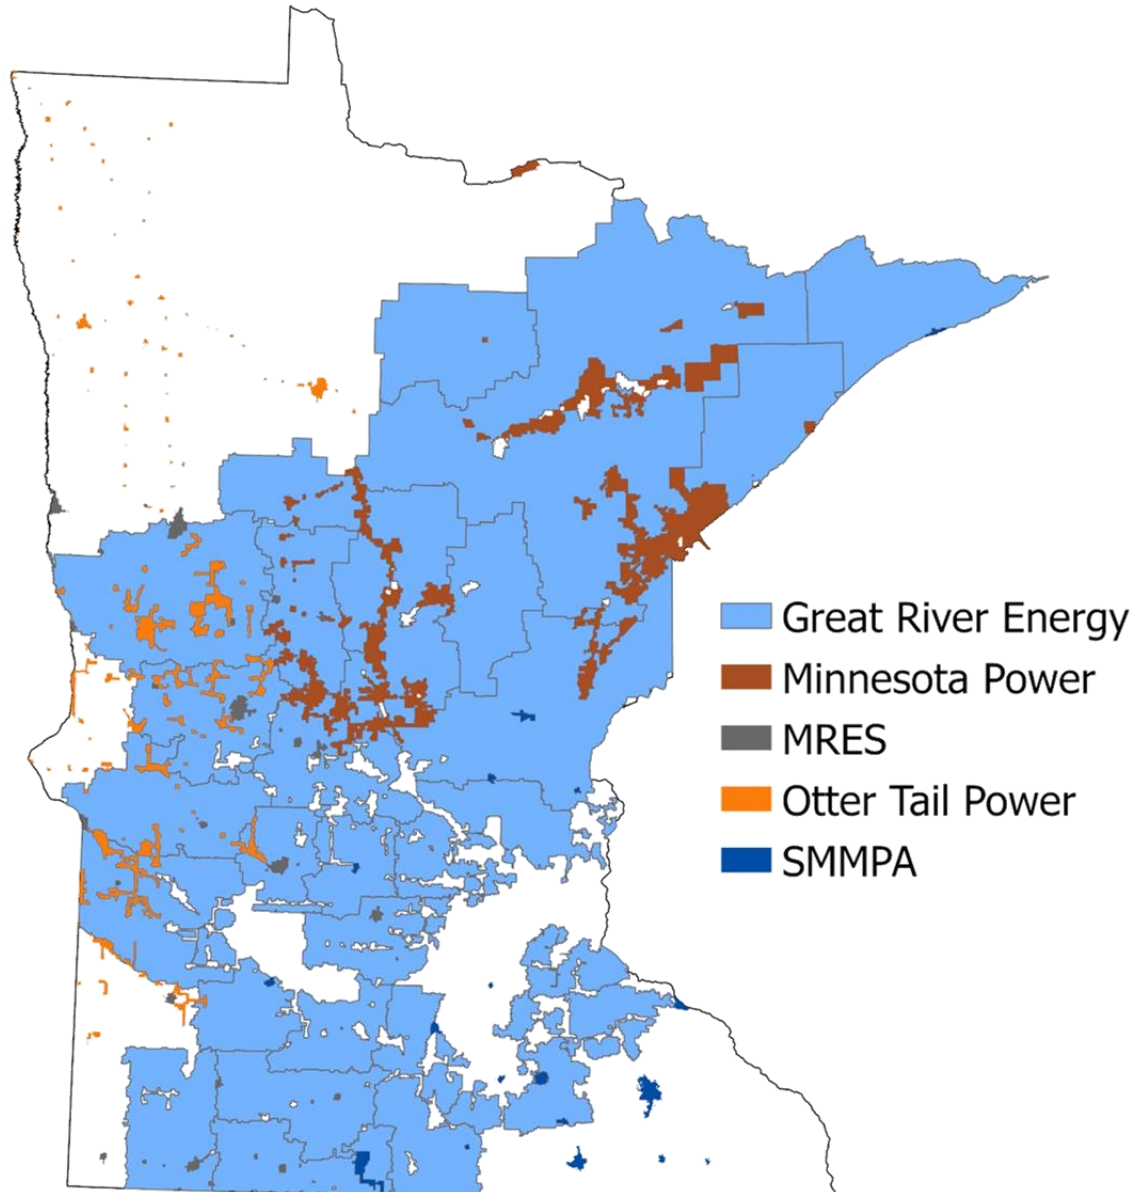 Great River Energy
Minnesota Power
MRES
Otter Tail Power
SMMPA